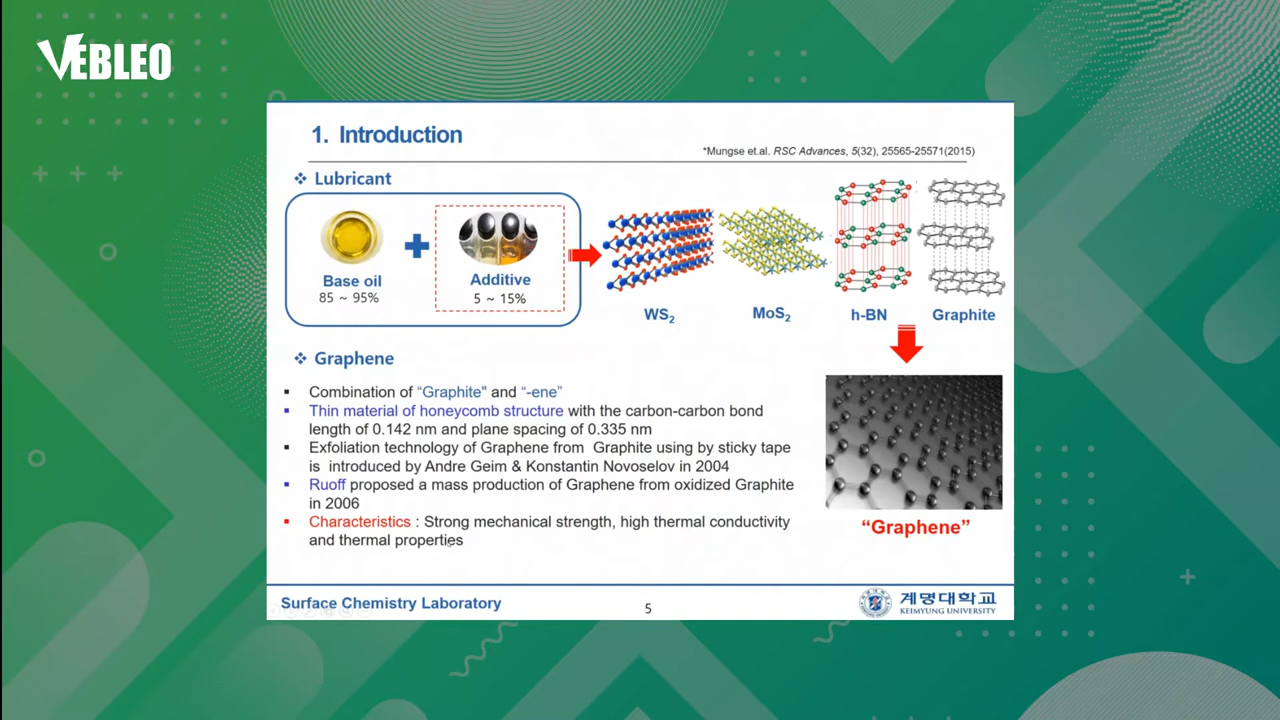 VEBLEO
1. Introduction
*Mungse et.al. RSC Advances, 5(32), 25565-25571(2015)
❖ Lubricant
Base oil
85 ~ 95%
Additive
5 ~ 15%
WS2
MoS2
h-BN
Graphite
❖ Graphene
▪ Combination of “Graphite" and “-ene”
▪ Thin material of honeycomb structure with the carbon-carbon bond
length of 0.142 nm and plane spacing of 0.335 nm
▪ Exfoliation technology of Graphene from Graphite using by sticky tape
is introduced by Andre Geim & Konstantin Novoselov in 2004
▪ Ruoff proposed a mass production of Graphene from oxidized Graphite
in 2006
▪ Characteristics : Strong mechanical strength, high thermal conductivity
and thermal properties
“Graphene”
Surface Chemistry Laboratory
5
계명대학교
KEIMYUNG UNIVERSITY